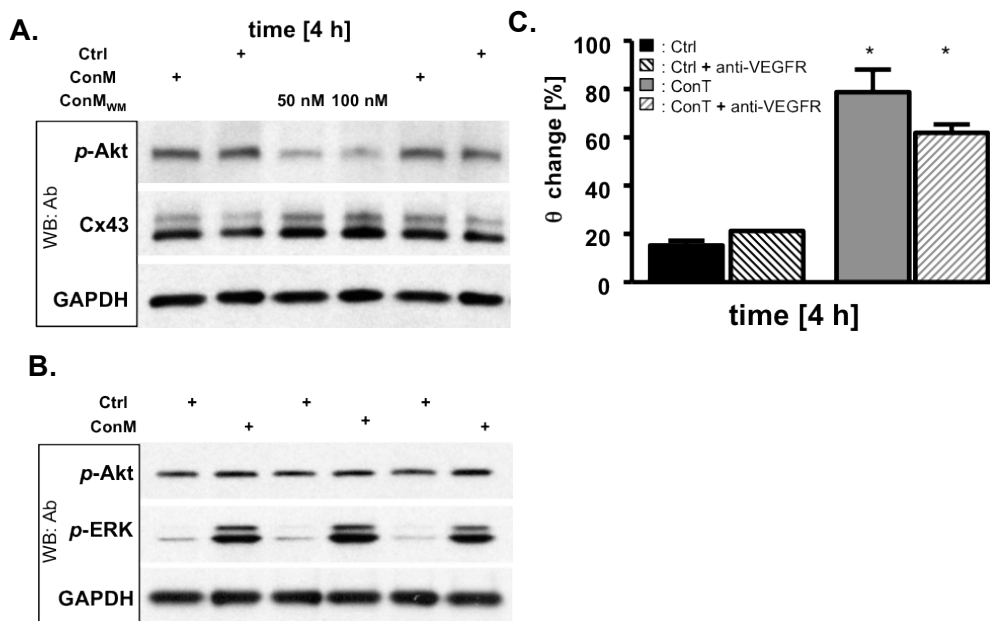 A.
time [4 h]
Ctrl + +
ConM + +
ConMWM 50 nM 100 nM
WB: Ab
p-Akt
Cx43
GAPDH
B.
Ctrl + + +
ConM + + +
WB: Ab
p-Akt
p-ERK
GAPDH
C.
θ change [%]
100
80
60
40
20
0
: Ctrl
: Ctrl + anti-VEGFR
: ConT
: ConT + anti-VEGFR
* *
time [4 h]